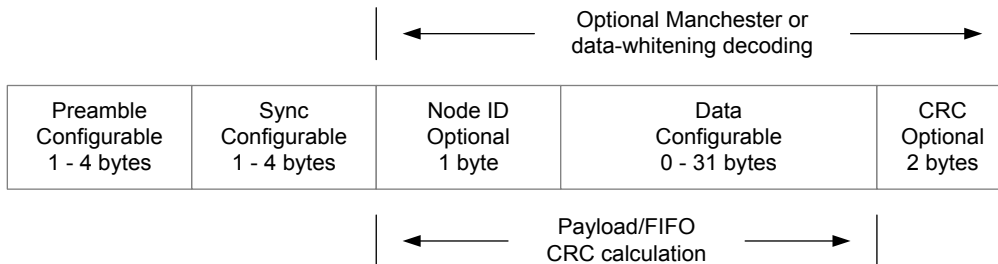 Optional Manchester or
data-whitening decoding
Preamble
Configurable
1 - 4 bytes
Sync
Configurable
1 - 4 bytes
Node ID
Optional
1 byte
Data
Configurable
0 - 31 bytes
CRC
Optional
2 bytes
Payload/FIFO
CRC calculation